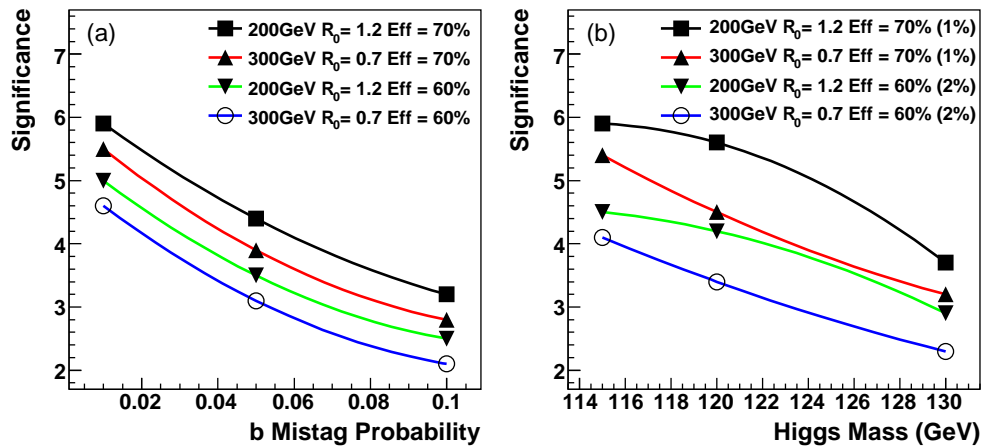 (a)
200GeV R₀= 1.2 Eff = 70%
300GeV R₀= 0.7 Eff = 70%
200GeV R₀= 1.2 Eff = 60%
300GeV R₀= 0.7 Eff = 60%
Significance
7
6
5
4
3
2
0.02 0.04 0.06 0.08 0.1
b Mistag Probability
(b)
200GeV R₀= 1.2 Eff = 70% (1%)
300GeV R₀= 0.7 Eff = 70% (1%)
200GeV R₀= 1.2 Eff = 60% (2%)
300GeV R₀= 0.7 Eff = 60% (2%)
Significance
7
6
5
4
3
2
114 116 118 120 122 124 126 128 130
Higgs Mass (GeV)